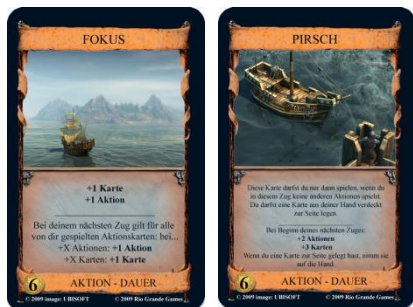 FOKUS
+1 Karte
+1 Aktion
Bei deinem nächsten Zug gilt für alle
von dir gespielten Aktionskarten: bei...
+X Aktionen: +1 Aktion
+X Karten: +1 Karte
6
AKTION - DAUER
© 2009 image: UBISOFT © 2009 Rio Grande Games
PIRSCH
Diese Karte darfst du nur dann spielen, wenn du
in diesem Zug keine anderen Aktionen spielst.
Du darfst eine Karte aus deiner Hand verdeckt
zur Seite legen.
Bei Beginn deines nächsten Zuges:
+2 Aktionen
+3 Karten
Wenn du eine Karte zur Seite gelegt hast, nimm sie
auf die Hand.
6
AKTION - DAUER
© 2009 image: UBISOFT © 2009 Rio Grande Games